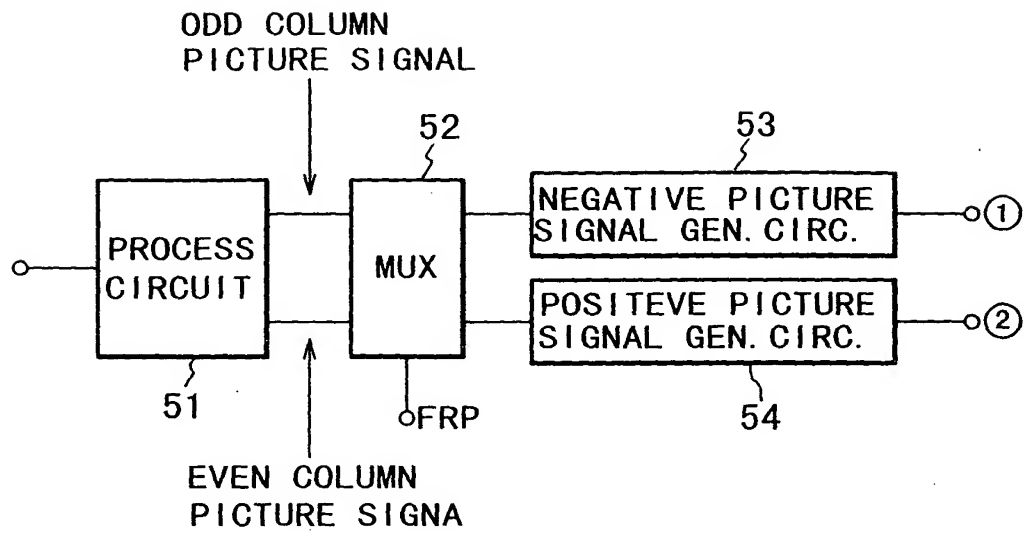 ODD COLUMN
PICTURE SIGNAL
52
53
PROCESS
CIRCUIT
MUX
NEGATIVE PICTURE
SIGNAL GEN. CIRC.
①
POSITEVE PICTURE
SIGNAL GEN. CIRC.
②
51
FRP
54
EVEN COLUMN
PICTURE SIGNA